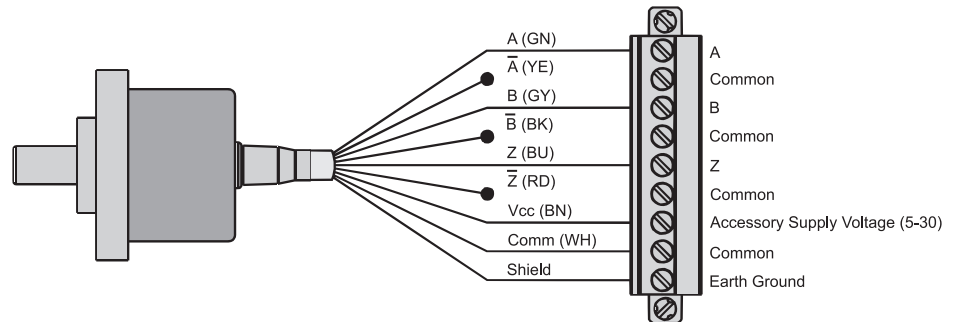 A (GN)
A̅ (YE)
B (GY)
B̅ (BK)
Z (BU)
Z̅ (RD)
Vcc (BN)
Comm (WH)
Shield
A
Common
B
Common
Z
Common
Accessory Supply Voltage (5-30)
Common
Earth Ground